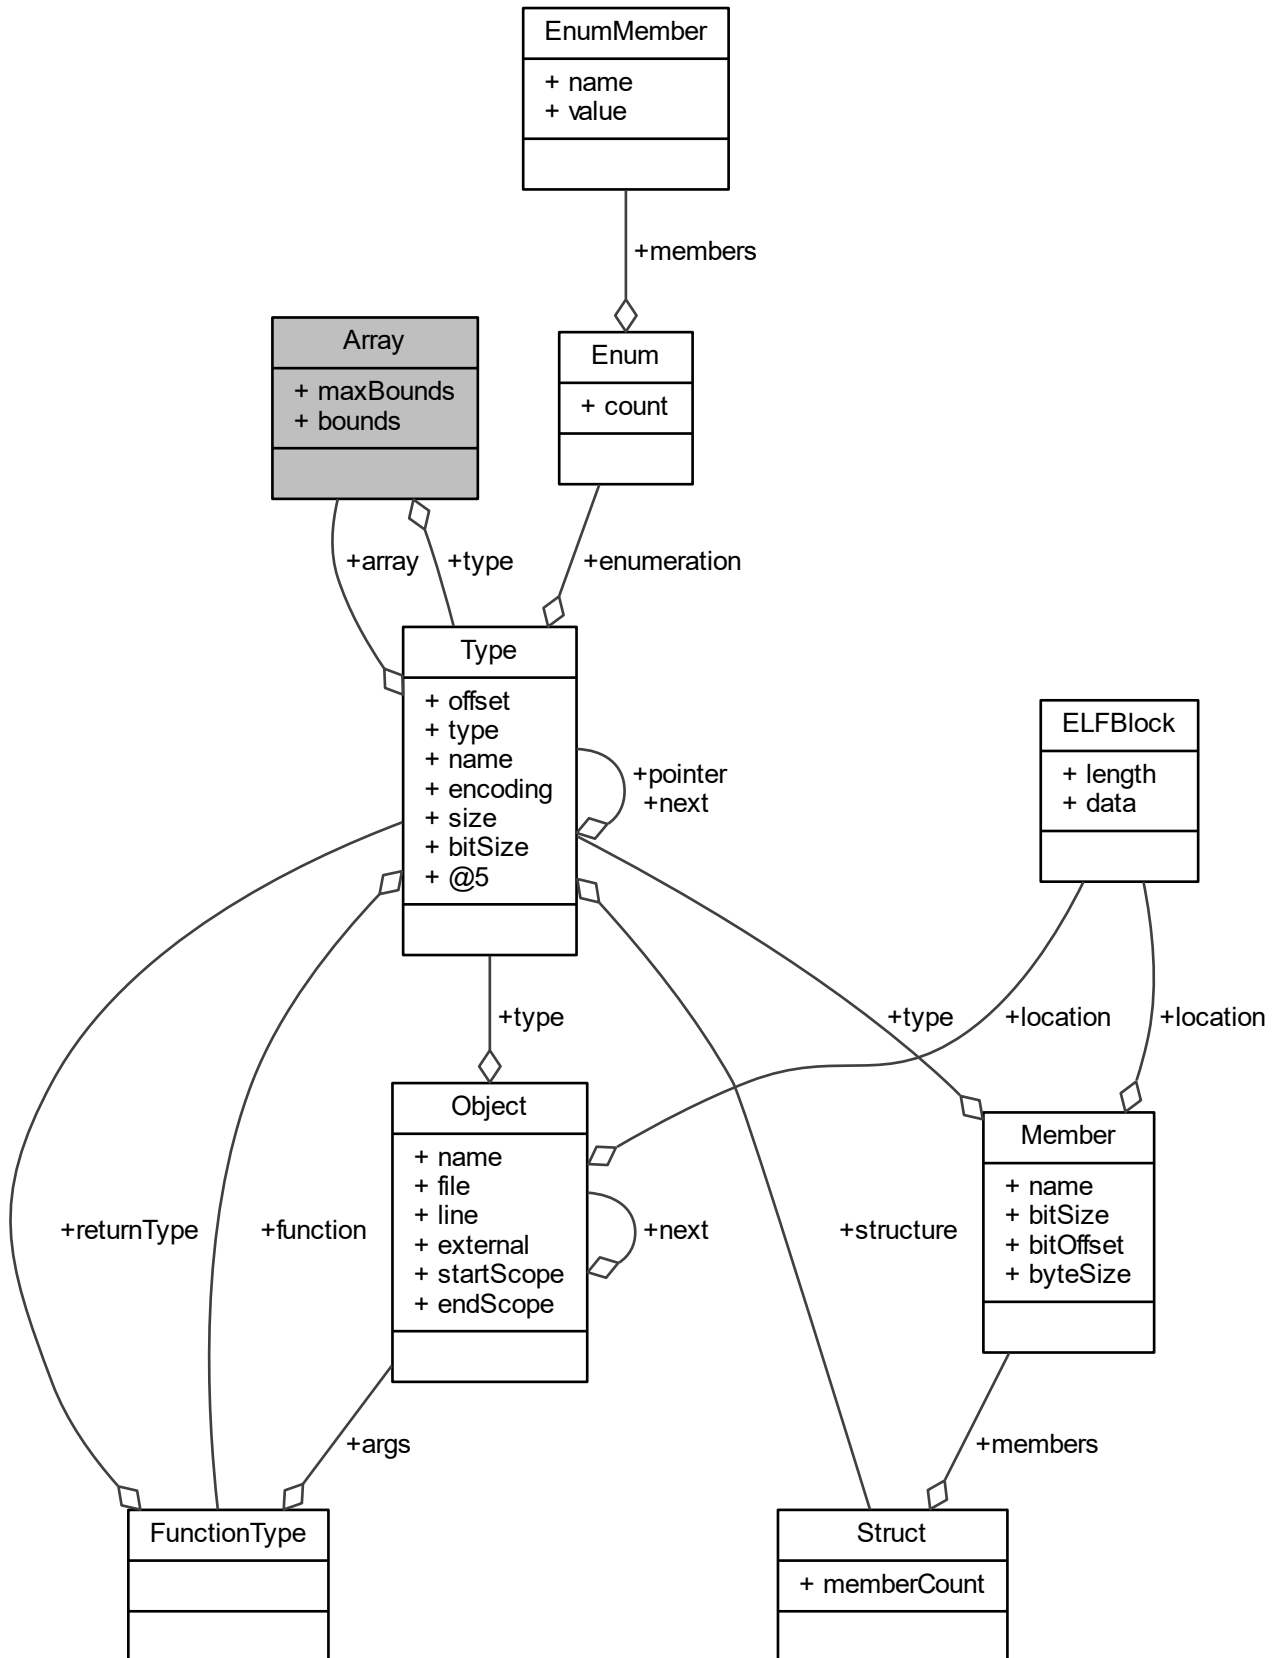 EnumMember
+ name
+ value
+members
Array
+ maxBounds
+ bounds
Enum
+ count
+array
+type
+enumeration
Type
+ offset
+ type
+ name
+ encoding
+ size
+ bitSize
+ @5
+pointer
+next
ELFBlock
+ length
+ data
+type
+type
+location
+location
Object
+ name
+ file
+ line
+ external
+ startScope
+ endScope
+next
Member
+ name
+ bitSize
+ bitOffset
+ byteSize
+returnType
+function
+structure
+args
+members
FunctionType
Struct
+ memberCount